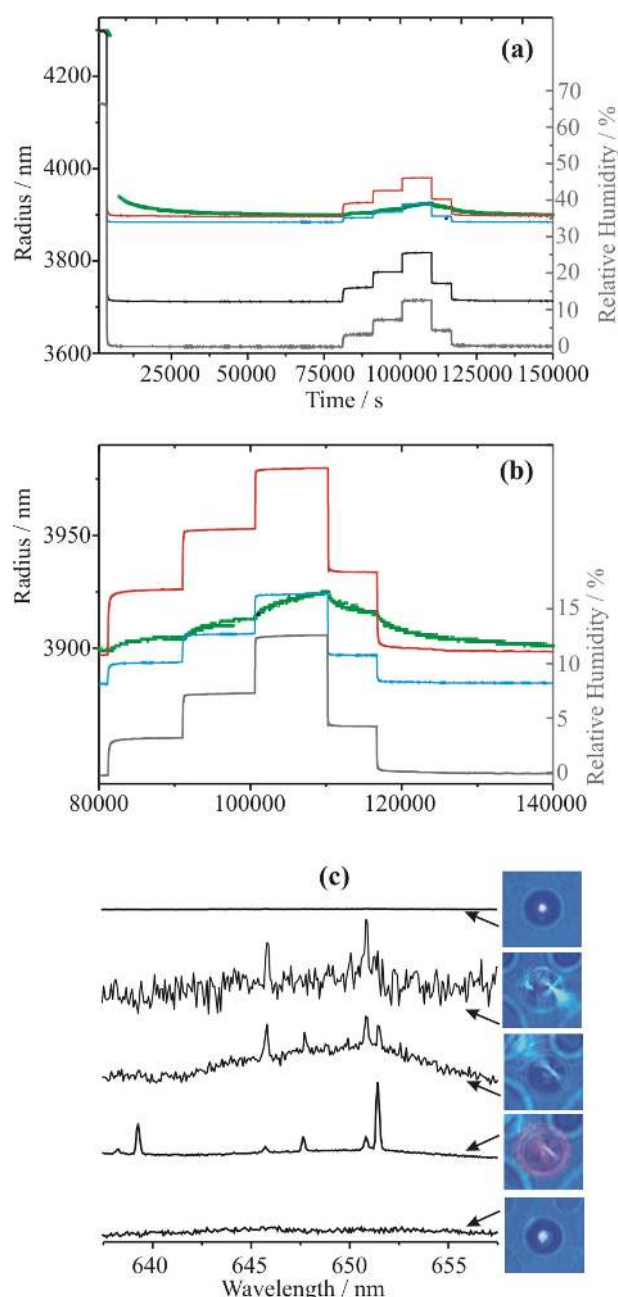 (a)
4200
4000
3800
3600
Radius / nm
70
60
50
40
30
20
10
0
Relative Humidity / %
25000 50000 75000 100000 125000 150000
Time / s
(b)
3950
3900
Radius / nm
15
10
5
0
Relative Humidity / %
80000 100000 120000 140000
(c)
640 645 650 655
Wavelength / nm